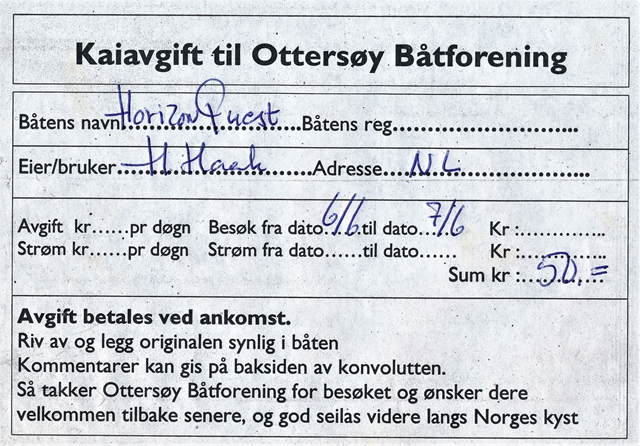 Kaiavgift til Ottersøy Båtforening
Båtens navn Horizon Quest Båtens reg.............................
Eier/bruker H. Haak Adresse NL
Avgift kr......pr døgn Besøk fra dato 6/6 til dato 7/6 Kr :...............
Strøm kr......pr døgn Strøm fra dato......til dato...... Kr :...............
Sum kr : 50,=
Avgift betales ved ankomst.
Riv av og legg originalen synlig i båten
Kommentarer kan gis på baksiden av konvolutten.
Så takker Ottersøy Båtforening for besøket og ønsker dere
velkommen tilbake senere, og god seilas videre langs Norges kyst